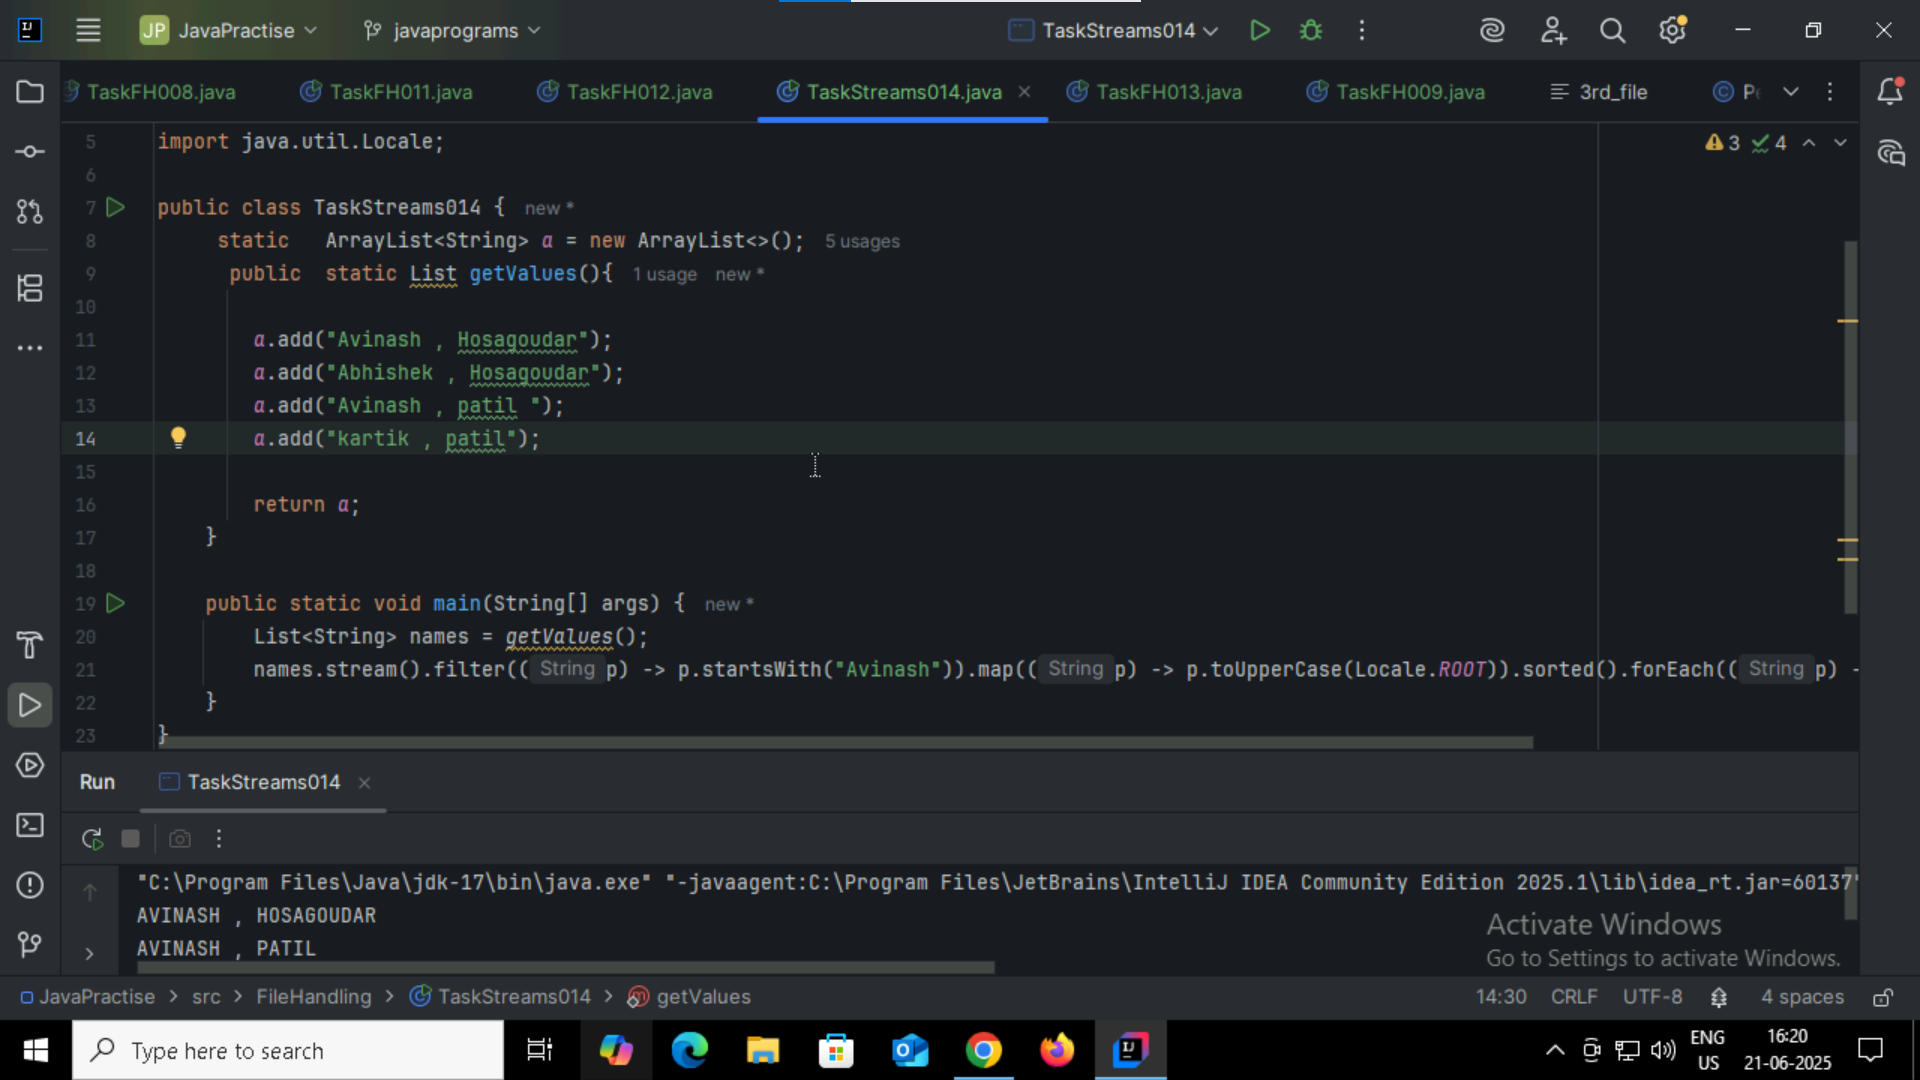 JP JavaPractise javaprograms TaskStreams014
TaskFH008.java TaskFH011.java TaskFH012.java TaskStreams014.java TaskFH013.java TaskFH009.java 3rd_file
3 4
5 import java.util.Locale;
6
7 public class TaskStreams014 { new *
8 static ArrayList<String> a = new ArrayList<>(); 5 usages
9 public static List getValues(){ 1 usage new *
10
11 a.add("Avinash , Hosagoudar");
12 a.add("Abhishek , Hosagoudar");
13 a.add("Avinash , patil ");
14 a.add("kartik , patil");
15
16 return a;
17 }
18
19 public static void main(String[] args) { new *
20 List<String> names = getValues();
21 names.stream().filter(( String p) -> p.startsWith("Avinash")).map(( String p) -> p.toUpperCase(Locale.ROOT)).sorted().forEach(( String p) -
22 }
23 }
Run TaskStreams014
"C:\Program Files\Java\jdk-17\bin\java.exe" "-javaagent:C:\Program Files\JetBrains\IntelliJ IDEA Community Edition 2025.1\lib\idea_rt.jar=60137
AVINASH , HOSAGOUDAR
AVINASH , PATIL
Activate Windows
Go to Settings to activate Windows.
JavaPractise > src > FileHandling > TaskStreams014 > getValues 14:30 CRLF UTF-8 4 spaces
Type here to search
ENG
US
16:20
21-06-2025